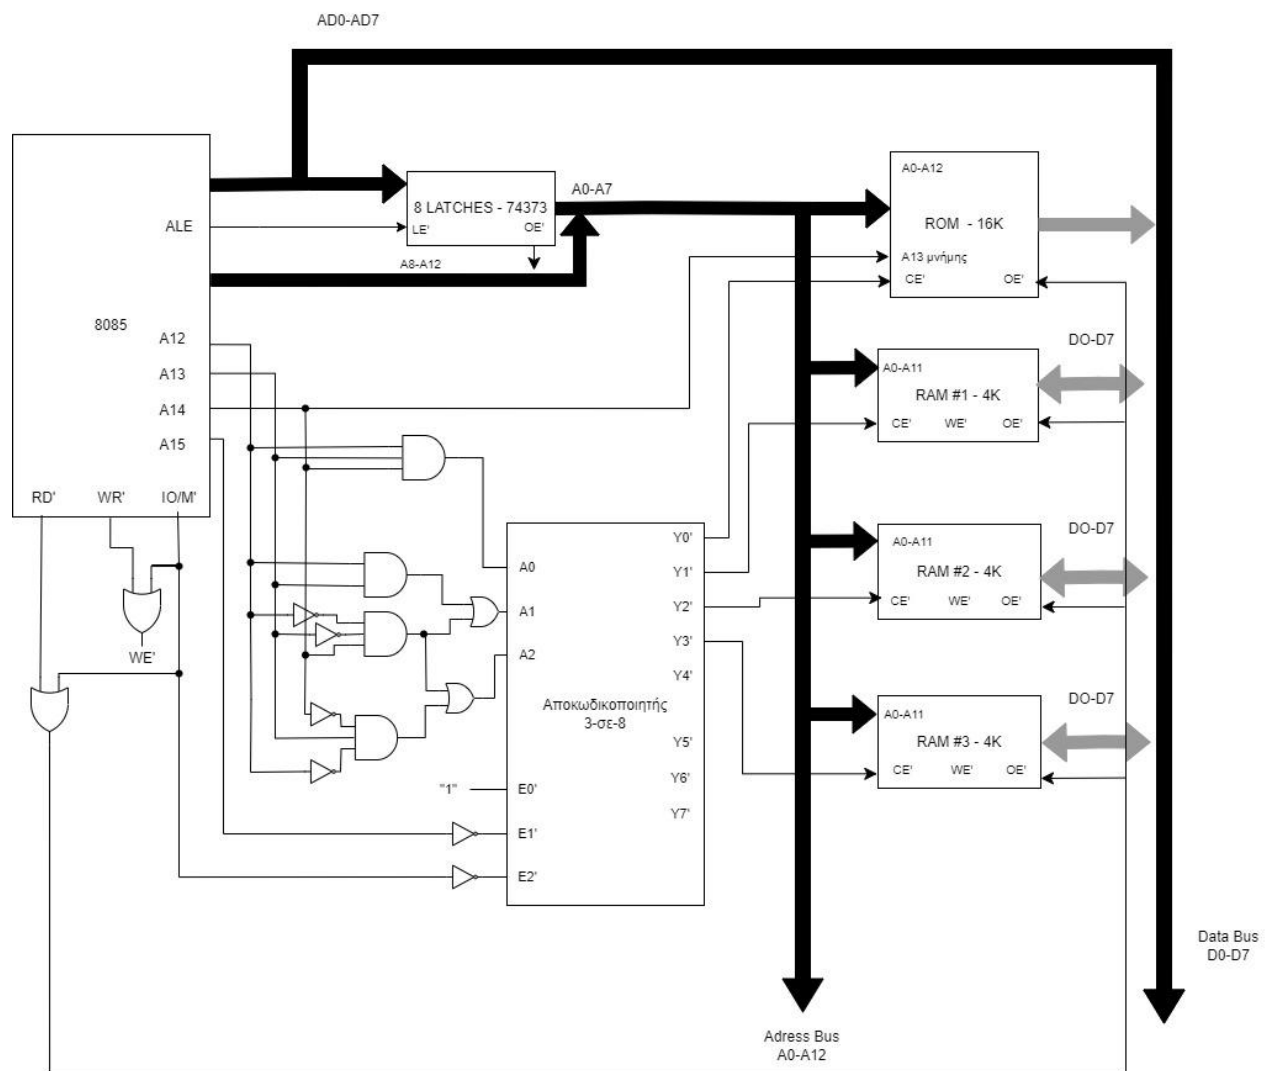 AD0-AD7
8085
ALE
A12
A13
A14
A15
RD'
WR'
IO/M'
WE'
8 LATCHES - 74373
LE'
OE'
A8-A12
A0-A7
A0-A12
ROM - 16K
A13 μνήμης
CE'
OE'
DO-D7
A0-A11
RAM #1 - 4K
CE'
WE'
OE'
DO-D7
A0-A11
RAM #2 - 4K
CE'
WE'
OE'
DO-D7
A0-A11
RAM #3 - 4K
CE'
WE'
OE'
A0
A1
A2
Αποκωδικοποιητής
3-σε-8
"1"
E0'
E1'
E2'
Y0'
Y1'
Y2'
Y3'
Y4'
Y5'
Y6'
Y7'
Adress Bus
A0-A12
Data Bus
D0-D7